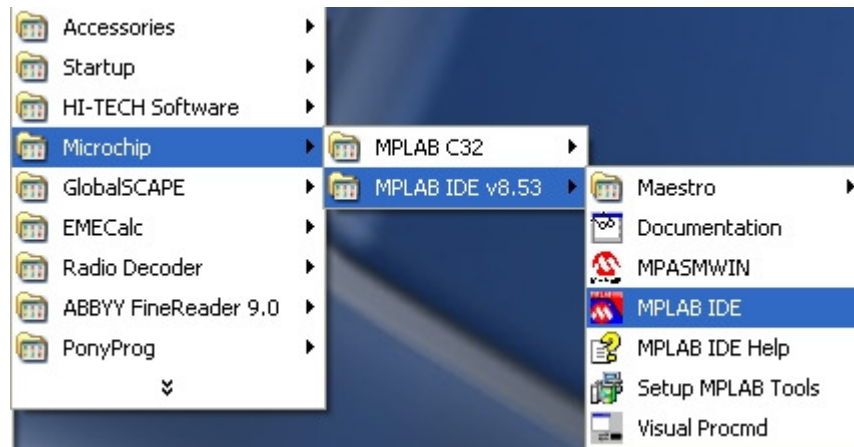 Accessories
Startup
HI-TECH Software
Microchip
GlobalSCAPE
EMECalc
Radio Decoder
ABBYY FineReader 9.0
PonyProg
MPLAB C32
MPLAB IDE v8.53
Maestro
Documentation
MPASMWIN
MPLAB IDE
MPLAB IDE Help
Setup MPLAB Tools
Visual Procmd